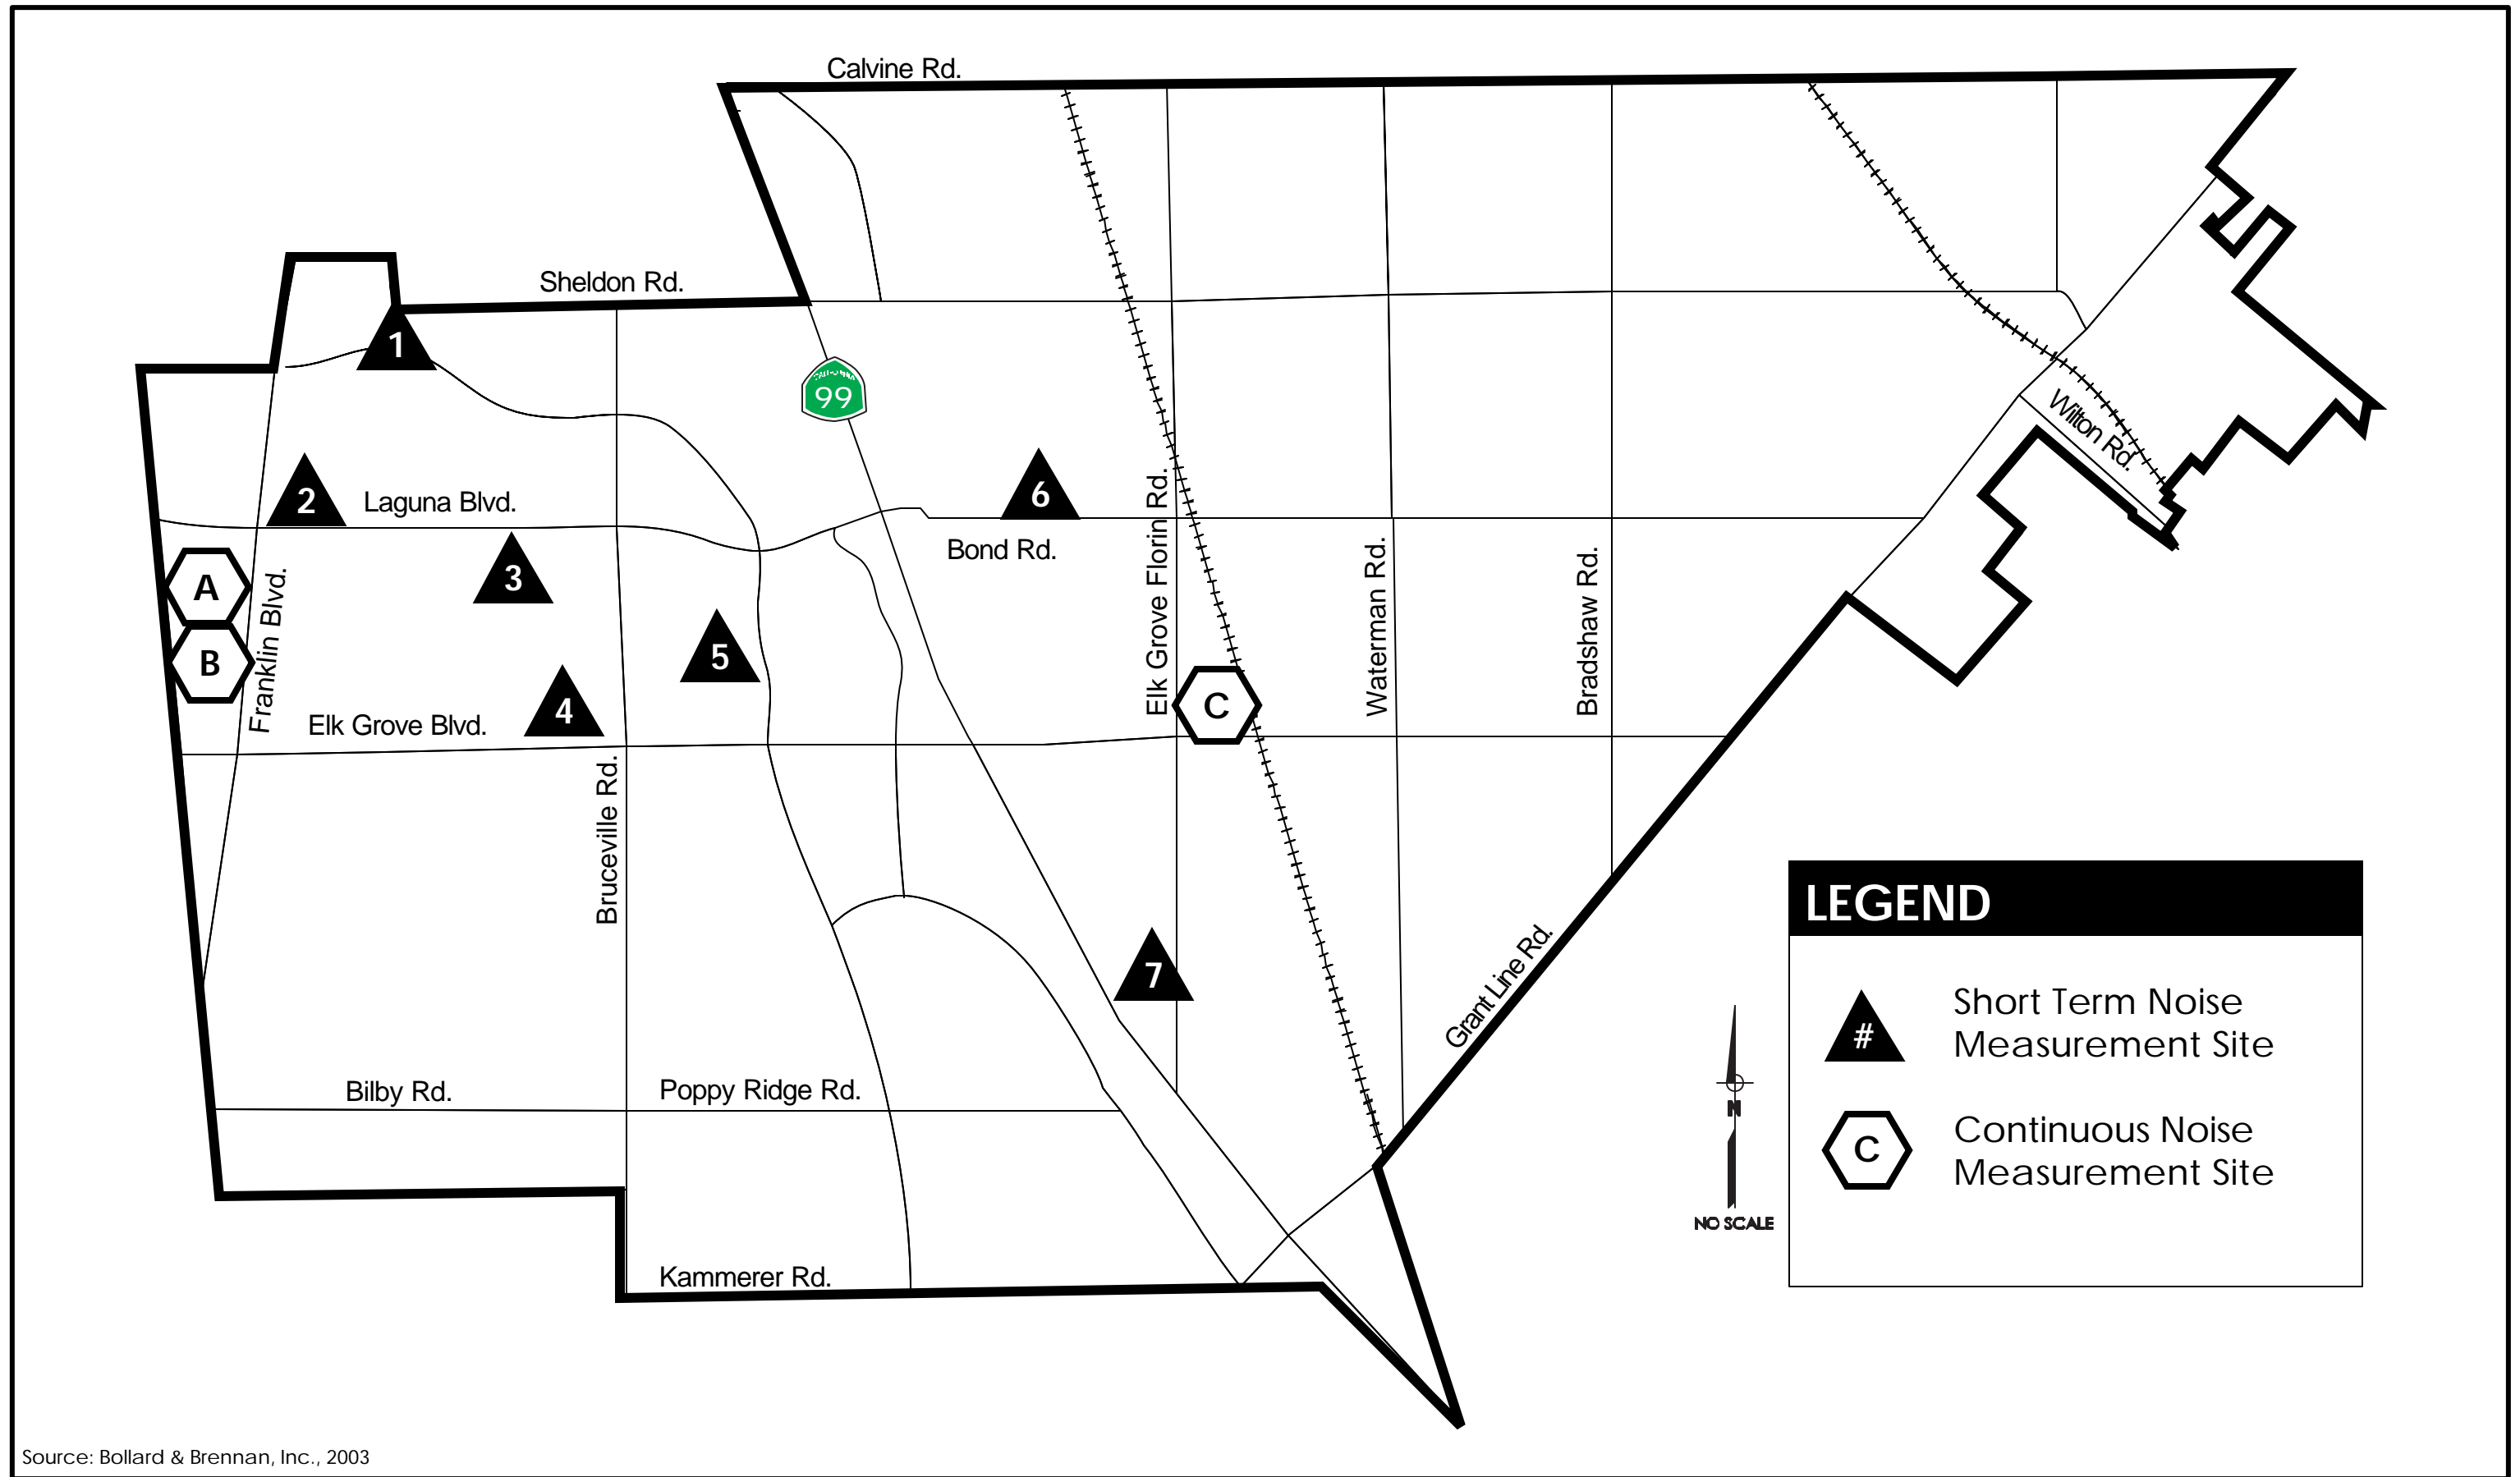 Calvine Rd.
Sheldon Rd.
1
CALIFORNIA
99
Wilton Rd.
2
Laguna Blvd.
6
Bond Rd.
A
3
B
Franklin Blvd.
5
4
Elk Grove Blvd.
Elk Grove Florin Rd.
C
Waterman Rd.
Bradshaw Rd.
Bruceville Rd.
7
Grant Line Rd.
Bilby Rd.
Poppy Ridge Rd.
Kammerer Rd.
N
NO SCALE
LEGEND
#
Short Term Noise
Measurement Site
C
Continuous Noise
Measurement Site
Source: Bollard & Brennan, Inc., 2003